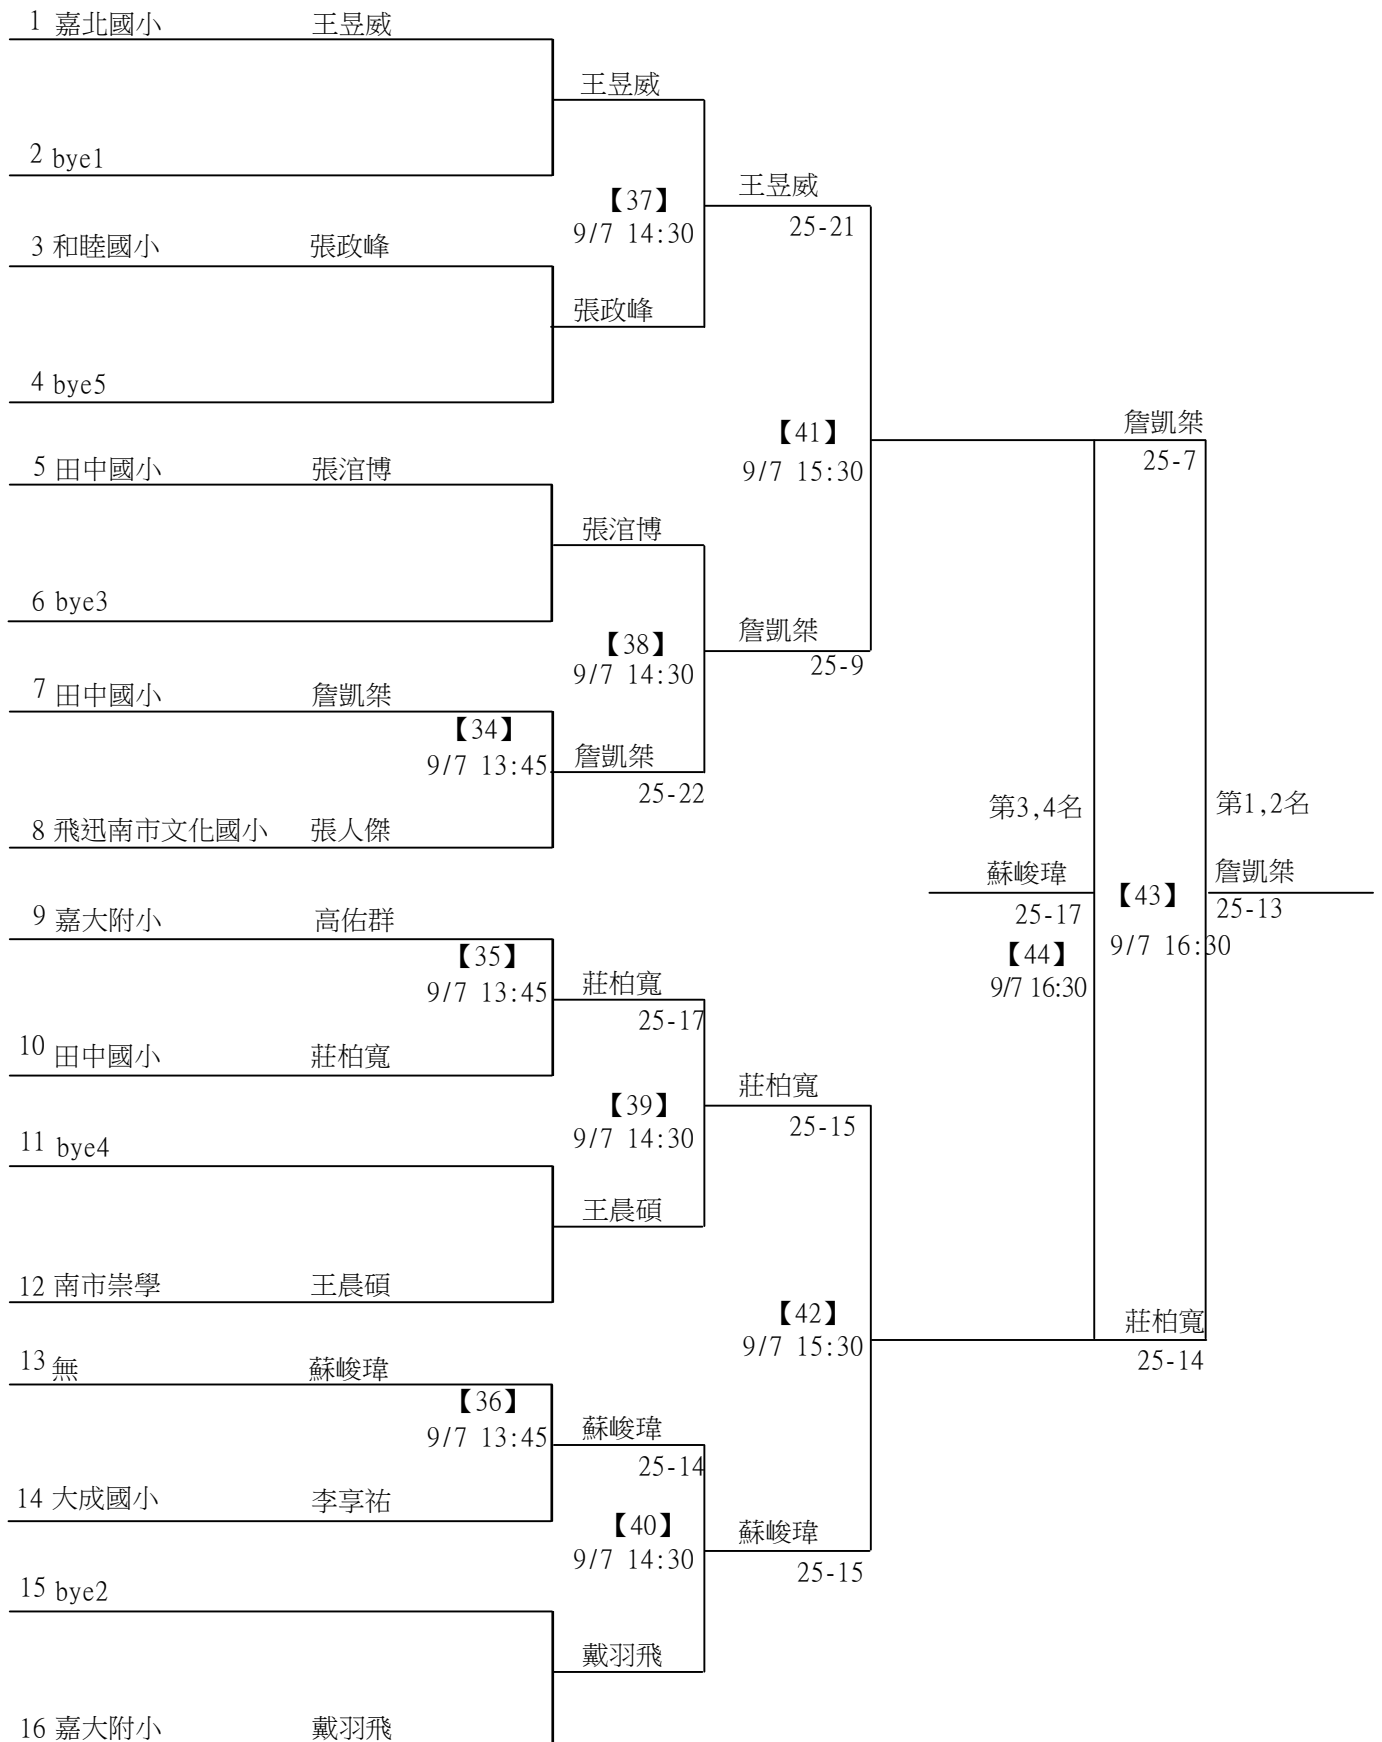 1 嘉北國小 王昱威
王昱威
2 bye1
【37】
9/7 14:30
王昱威
25-21
3 和睦國小 張政峰
張政峰
4 bye5
【41】
9/7 15:30
詹凱桀
25-7
5 田中國小 張涫博
張涫博
6 bye3
【38】
9/7 14:30
詹凱桀
25-9
7 田中國小 詹凱桀
【34】
9/7 13:45
詹凱桀
25-22
8 飛迅南市文化國小 張人傑
第3,4名
第1,2名
蘇峻瑋
25-17
【44】
9/7 16:30
【43】
9/7 16:30
詹凱桀
25-13
9 嘉大附小 高佑群
【35】
9/7 13:45
莊柏寬
25-17
10 田中國小 莊柏寬
【39】
9/7 14:30
莊柏寬
25-15
11 bye4
王晨碩
12 南市崇學 王晨碩
【42】
9/7 15:30
莊柏寬
25-14
13 無 蘇峻瑋
【36】
9/7 13:45
蘇峻瑋
25-14
14 大成國小 李享祐
【40】
9/7 14:30
蘇峻瑋
25-15
15 bye2
戴羽飛
16 嘉大附小 戴羽飛